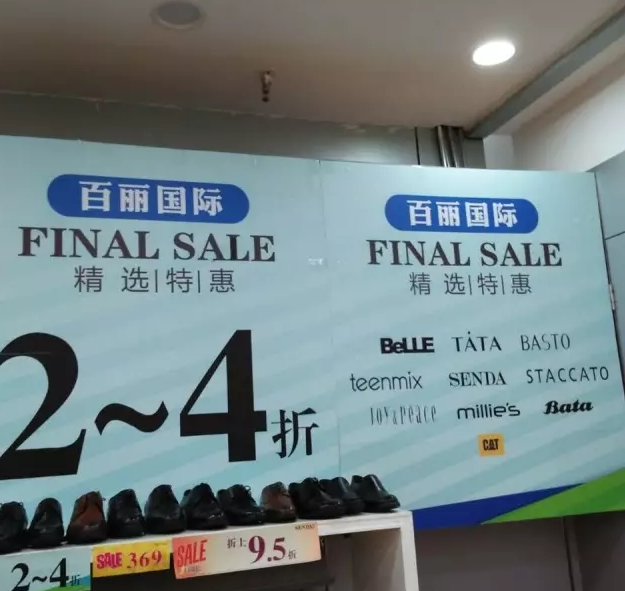 百丽国际
FINAL SALE
精选|特|惠
2~4折
百丽国际
FINAL SALE
精选|特|惠
BeLLE TATA BASTO
teenmix SENDA STACCATO
JOY&PEACE millie's Bata
CAT
2~4折
SALE 369
SALE 折上9.5折